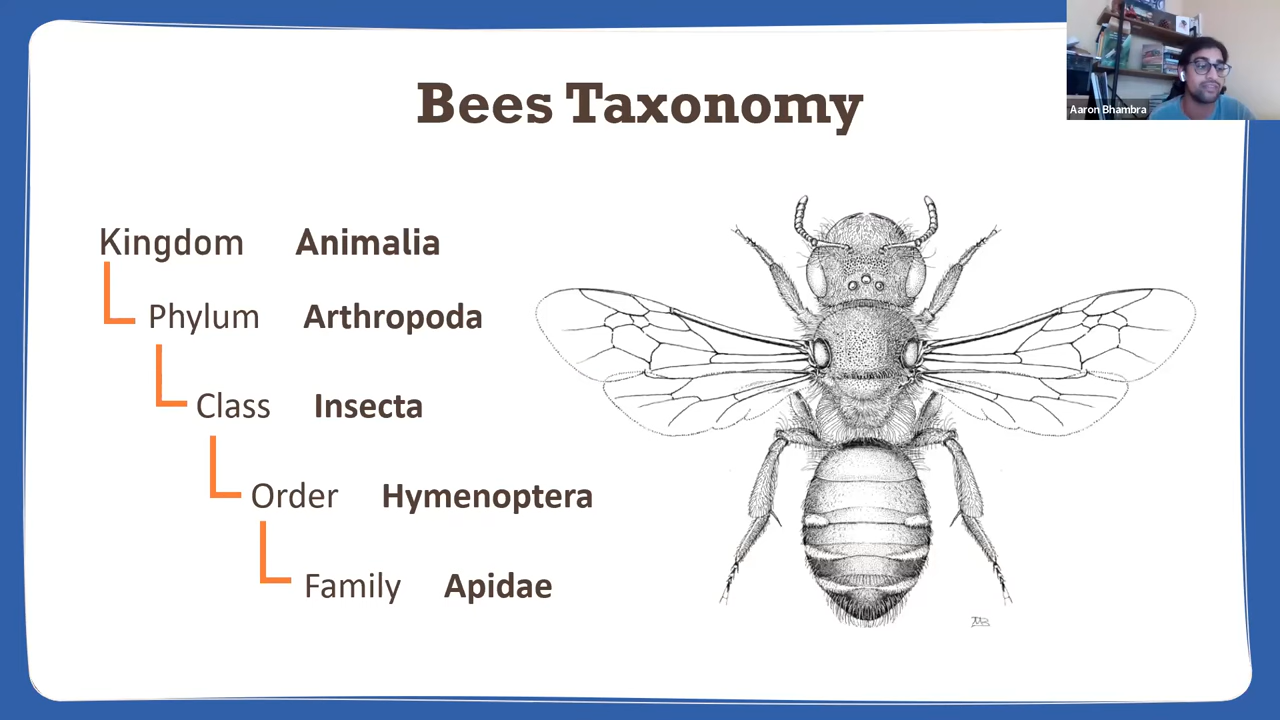 Bees Taxonomy
Aaron Bhambra
Kingdom Animalia
Phylum Arthropoda
Class Insecta
Order Hymenoptera
Family Apidae